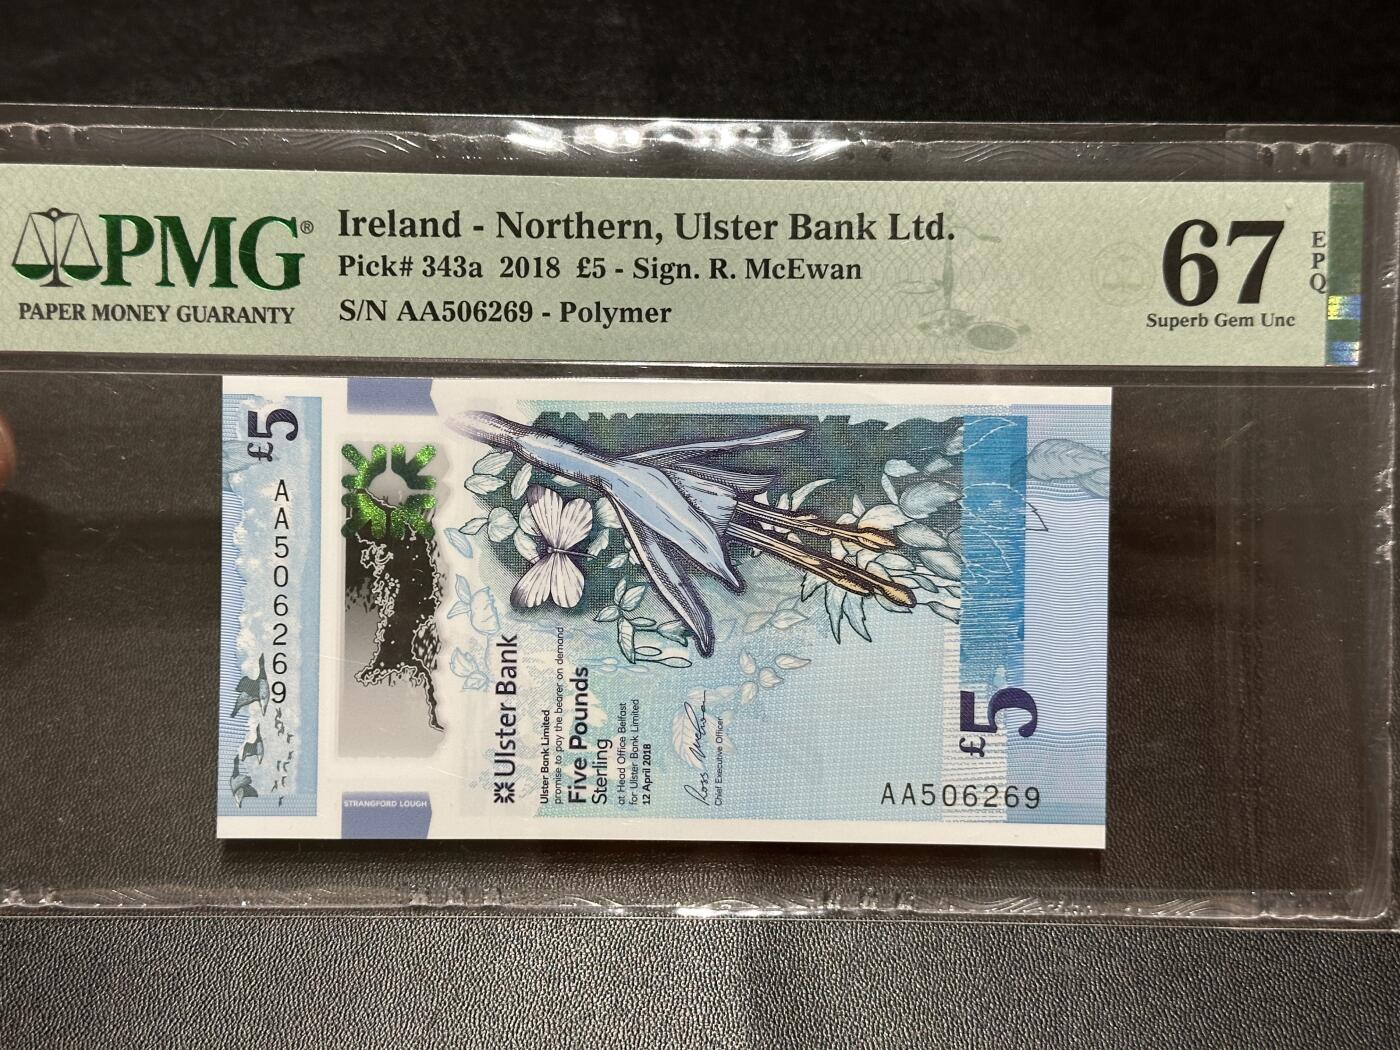 PMG®
PAPER MONEY GUARANTY
Ireland - Northern, Ulster Bank Ltd.
Pick# 343a 2018 £5 - Sign. R. McEwan
S/N AA506269 - Polymer
67
EPQ
Superb Gem Unc
£5
AA506269
STRANGFORD LOUGH
Ulster Bank
Ulster Bank Limited
promise to pay the bearer on demand
Five Pounds
Sterling
at Head Office Belfast
for Ulster Bank Limited
12 April 2018
Ross McEwan
Chief Executive Officer
£5
AA506269